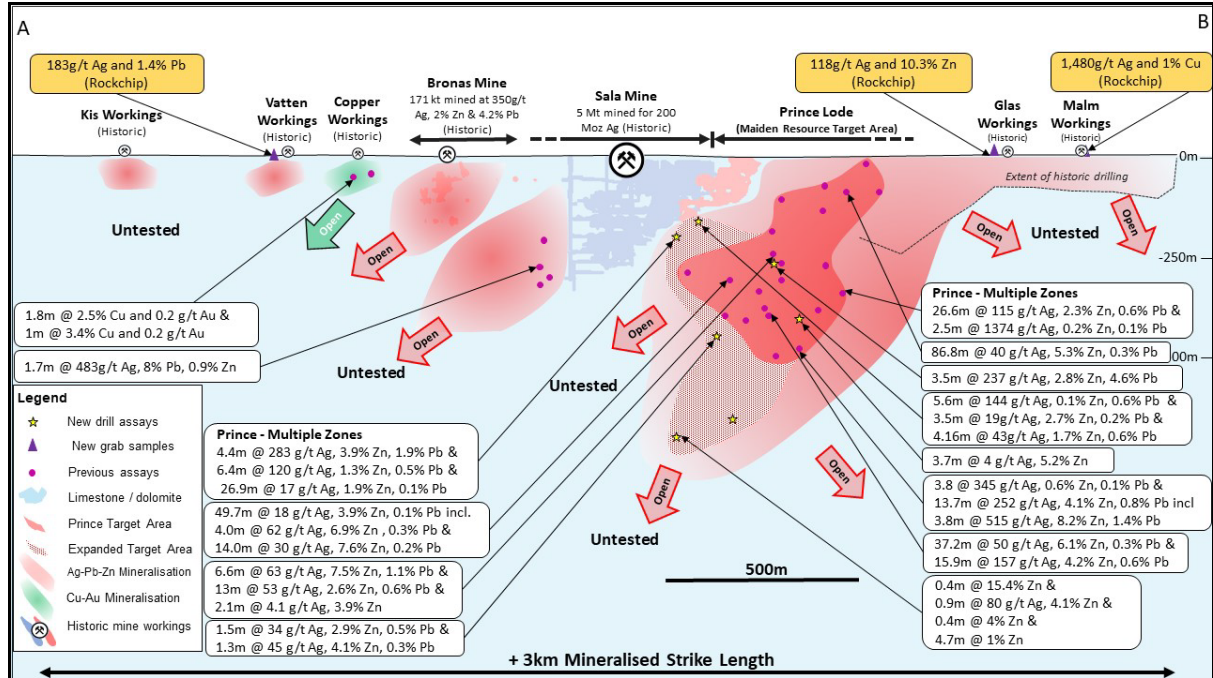 A
B
183g/t Ag and 1.4% Pb
(Rockchip)
118g/t Ag and 10.3% Zn
(Rockchip)
1,480g/t Ag and 1% Cu
(Rockchip)
Kis Workings
(Historic)
Vatten
Workings
(Historic)
Copper
Workings
(Historic)
Bronas Mine
171 kt mined at 350g/t
Ag, 2% Zn & 4.2% Pb
(Historic)
Sala Mine
5 Mt mined for 200
Moz Ag (Historic)
Prince Lode
(Maiden Resource Target Area)
Glas
Workings
(Historic)
Malm
Workings
(Historic)
0m
Extent of historic drilling
Untested
Open
Open
Open
Open
Untested
-250m
1.8m @ 2.5% Cu and 0.2 g/t Au &
1m @ 3.4% Cu and 0.2 g/t Au
1.7m @ 483g/t Ag, 8% Pb, 0.9% Zn
Open
Untested
Open
Untested
Open
Untested
Open
00m
Legend
New drill assays
New grab samples
Previous assays
Limestone / dolomite
Prince Target Area
Expanded Target Area
Ag-Pb-Zn Mineralisation
Cu-Au Mineralisation
Historic mine workings
Prince - Multiple Zones
4.4m @ 283 g/t Ag, 3.9% Zn, 1.9% Pb &
6.4m @ 120 g/t Ag, 1.3% Zn, 0.5% Pb &
26.9m @ 17 g/t Ag, 1.9% Zn, 0.1% Pb
49.7m @ 18 g/t Ag, 3.9% Zn, 0.1% Pb incl.
4.0m @ 62 g/t Ag, 6.9% Zn , 0.3% Pb &
14.0m @ 30 g/t Ag, 7.6% Zn, 0.2% Pb
6.6m @ 63 g/t Ag, 7.5% Zn, 1.1% Pb &
13m @ 53 g/t Ag, 2.6% Zn, 0.6% Pb &
2.1m @ 4.1 g/t Ag, 3.9% Zn
1.5m @ 34 g/t Ag, 2.9% Zn, 0.5% Pb &
1.3m @ 45 g/t Ag, 4.1% Zn, 0.3% Pb
Prince - Multiple Zones
26.6m @ 115 g/t Ag, 2.3% Zn, 0.6% Pb &
2.5m @ 1374 g/t Ag, 0.2% Zn, 0.1% Pb
86.8m @ 40 g/t Ag, 5.3% Zn, 0.3% Pb
3.5m @ 237 g/t Ag, 2.8% Zn, 4.6% Pb
5.6m @ 144 g/t Ag, 0.1% Zn, 0.6% Pb &
3.5m @ 19g/t Ag, 2.7% Zn, 0.2% Pb &
4.16m @ 43g/t Ag, 1.7% Zn, 0.6% Pb
3.7m @ 4 g/t Ag, 5.2% Zn
3.8 @ 345 g/t Ag, 0.6% Zn, 0.1% Pb &
13.7m @ 252 g/t Ag, 4.1% Zn, 0.8% Pb incl
3.8m @ 515 g/t Ag, 8.2% Zn, 1.4% Pb
37.2m @ 50 g/t Ag, 6.1% Zn, 0.3% Pb &
15.9m @ 157 g/t Ag, 4.2% Zn, 0.6% Pb
0.4m @ 15.4% Zn &
0.9m @ 80 g/t Ag, 4.1% Zn &
0.4m @ 4% Zn &
4.7m @ 1% Zn
500m
+ 3km Mineralised Strike Length